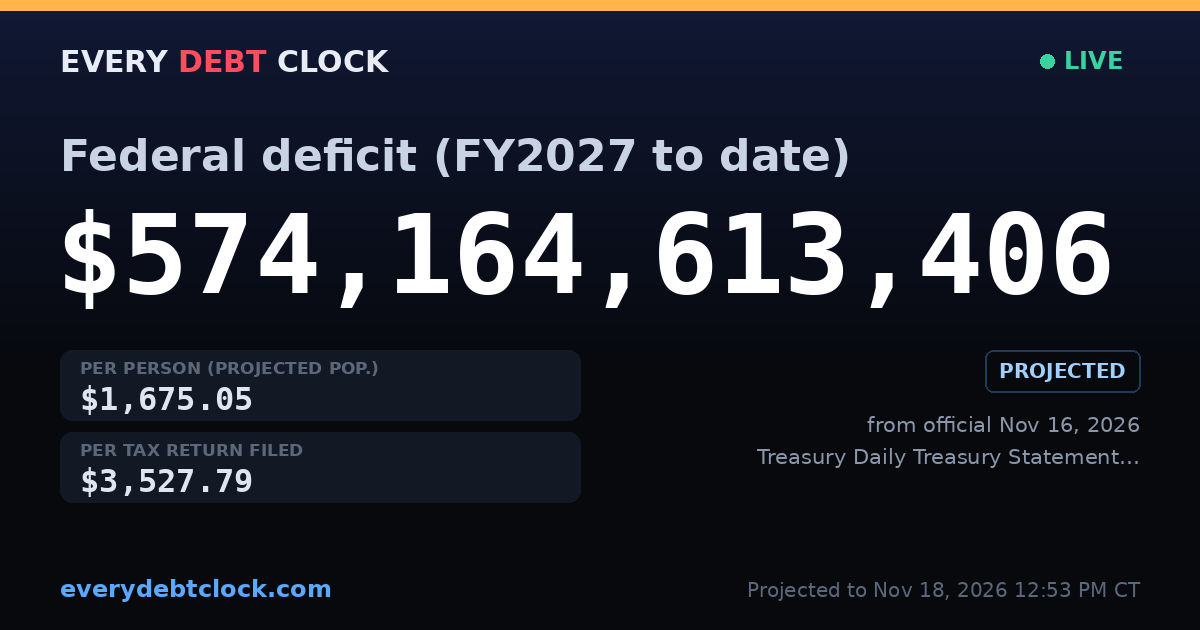 EVERY DEBT CLOCK
LIVE
Federal deficit (FY2027 to date)
$574,164,613,406
PER PERSON (PROJECTED POP.)
$1,675.05
PER TAX RETURN FILED
$3,527.79
PROJECTED
from official Nov 16, 2026
Treasury Daily Treasury Statement…
everydebtclock.com
Projected to Nov 18, 2026 12:53 PM CT